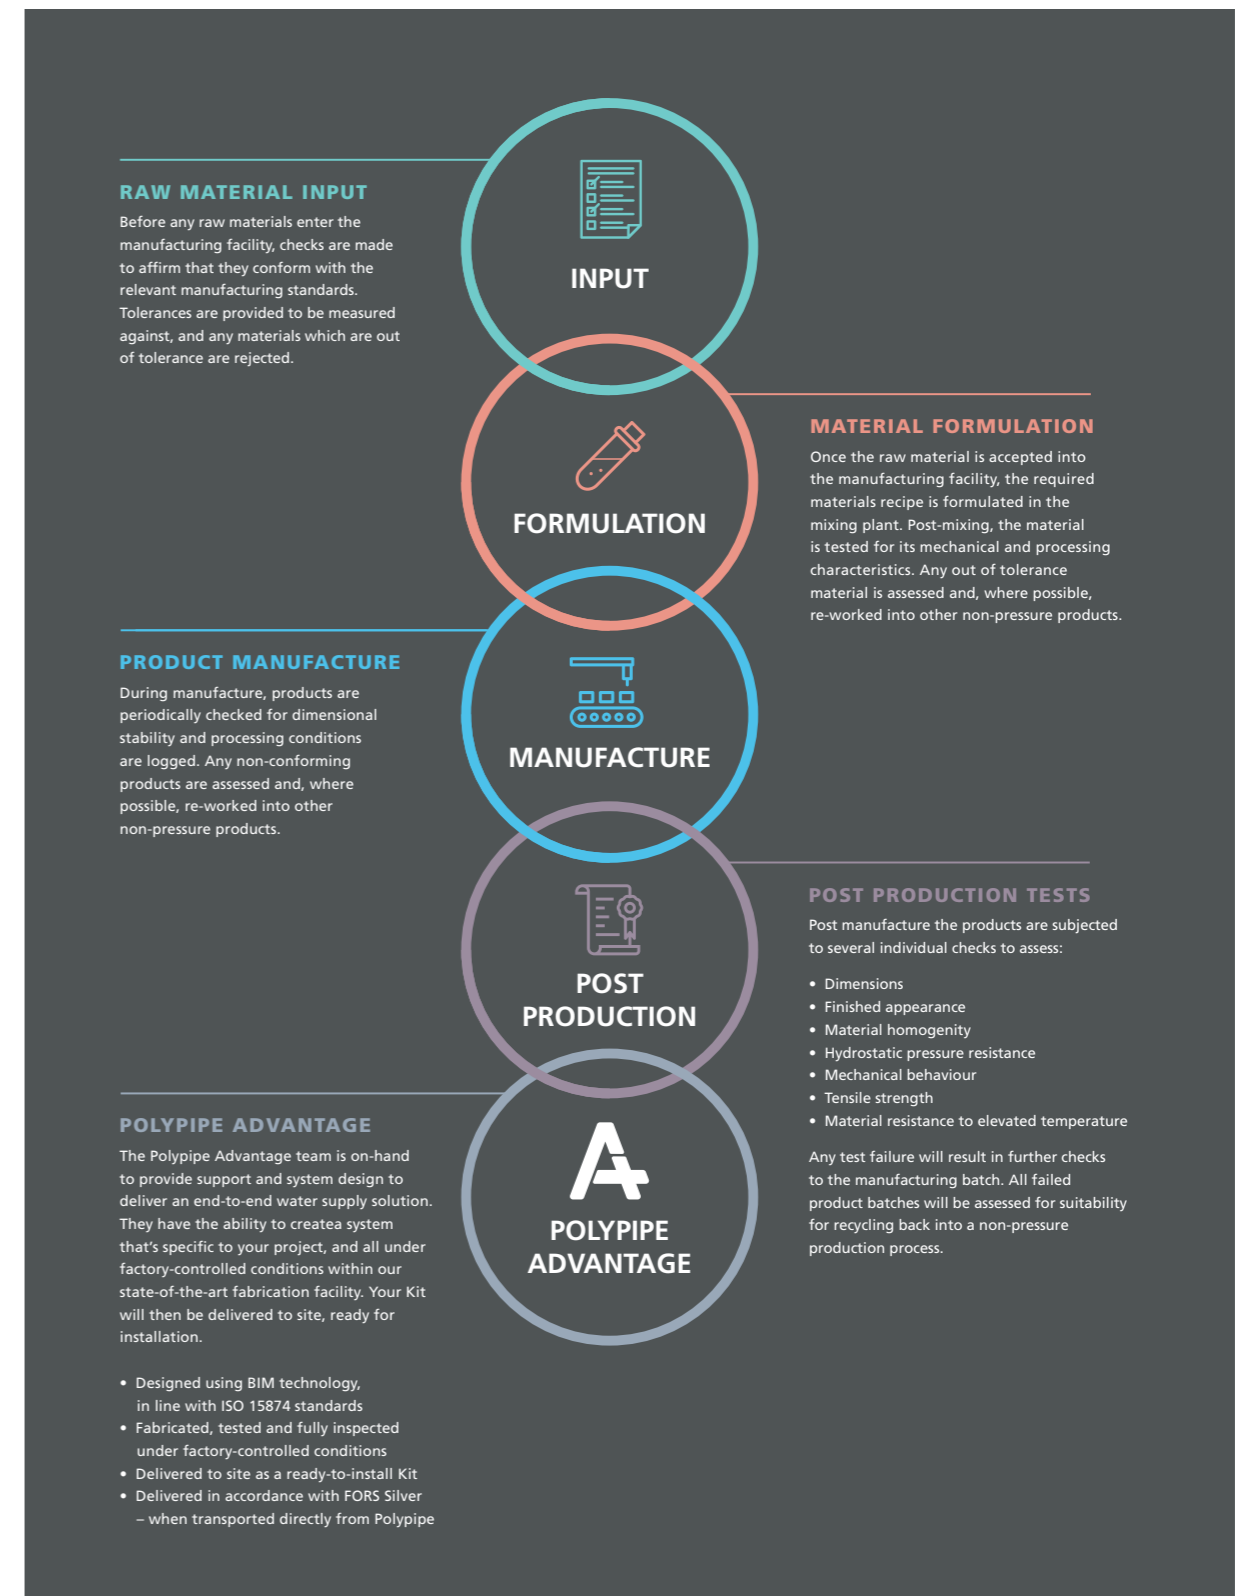 INPUT
RAW MATERIAL INPUT
Before any raw materials enter the
manufacturing facility, checks are made
to affirm that they conform with the
relevant manufacturing standards.
Tolerances are provided to be measured
against, and any materials which are out
of tolerance are rejected.
FORMULATION
MATERIAL FORMULATION
Once the raw material is accepted into
the manufacturing facility, the required
materials recipe is formulated in the
mixing plant. Post-mixing, the material
is tested for its mechanical and processing
characteristics. Any out of tolerance
material is assessed and, where possible,
re-worked into other non-pressure products.
MANUFACTURE
PRODUCT MANUFACTURE
During manufacture, products are
periodically checked for dimensional
stability and processing conditions
are logged. Any non-conforming
products are assessed and, where
possible, re-worked into other
non-pressure products.
POST
PRODUCTION
POST PRODUCTION TESTS
Post manufacture the products are subjected
to several individual checks to assess:
• Dimensions
• Finished appearance
• Material homogenity
• Hydrostatic pressure resistance
• Mechanical behaviour
• Tensile strength
• Material resistance to elevated temperature
Any test failure will result in further checks
to the manufacturing batch. All failed
product batches will be assessed for suitability
for recycling back into a non-pressure
production process.
POLYPIPE
ADVANTAGE
POLYPIPE ADVANTAGE
The Polypipe Advantage team is on-hand
to provide support and system design to
deliver an end-to-end water supply solution.
They have the ability to createa system
that's specific to your project, and all under
factory-controlled conditions within our
state-of-the-art fabrication facility. Your Kit
will then be delivered to site, ready for
installation.
• Designed using BIM technology,
in line with ISO 15874 standards
• Fabricated, tested and fully inspected
under factory-controlled conditions
• Delivered to site as a ready-to-install Kit
• Delivered in accordance with FORS Silver
– when transported directly from Polypipe